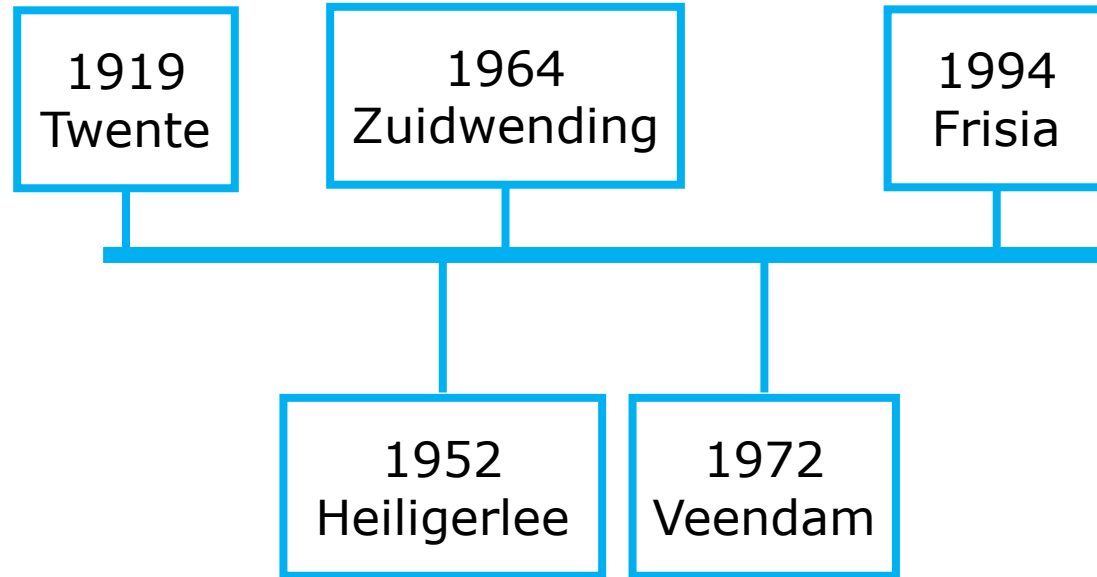 1919
Twente
1964
Zuidwending
1994
Frisia
1952
Heiligerlee
1972
Veendam